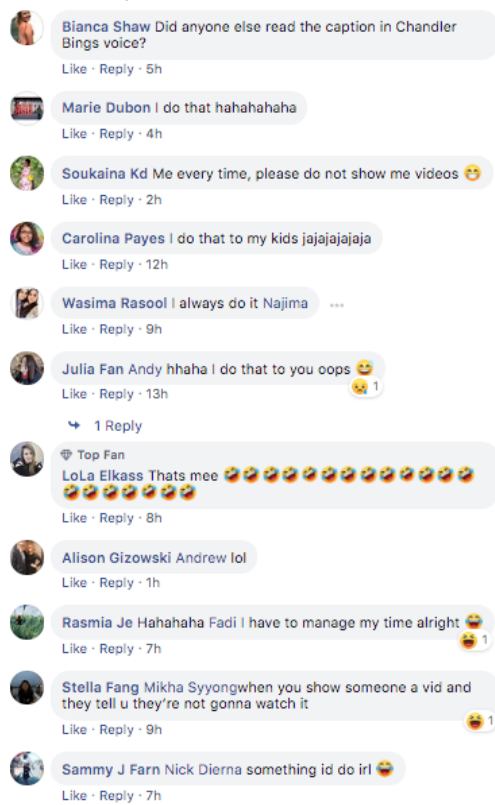 Bianca Shaw Did anyone else read the caption in Chandler
Bings voice?
Like · Reply · 5h
Marie Dubon I do that hahahahaha
Like · Reply · 4h
Soukaina Kd Me every time, please do not show me videos 😁
Like · Reply · 2h
Carolina Payes I do that to my kids jajajajajaja
Like · Reply · 12h
Wasima Rasool I always do it Najima
Like · Reply · 9h
Julia Fan Andy hhaha I do that to you oops 😅
1
Like · Reply · 13h
1 Reply
Top Fan
LoLa Elkass Thats mee 🤣🤣🤣🤣🤣🤣🤣🤣🤣🤣🤣🤣🤣
🤣🤣🤣🤣🤣🤣🤣
Like · Reply · 8h
Alison Gizowski Andrew lol
Like · Reply · 1h
Rasmia Je Hahahaha Fadi I have to manage my time alright 😂
1
Like · Reply · 7h
Stella Fang Mikha Syyongwhen you show someone a vid and
they tell u they're not gonna watch it
1
Like · Reply · 9h
Sammy J Farn Nick Dierna something id do irl 😂
Like · Reply · 7h